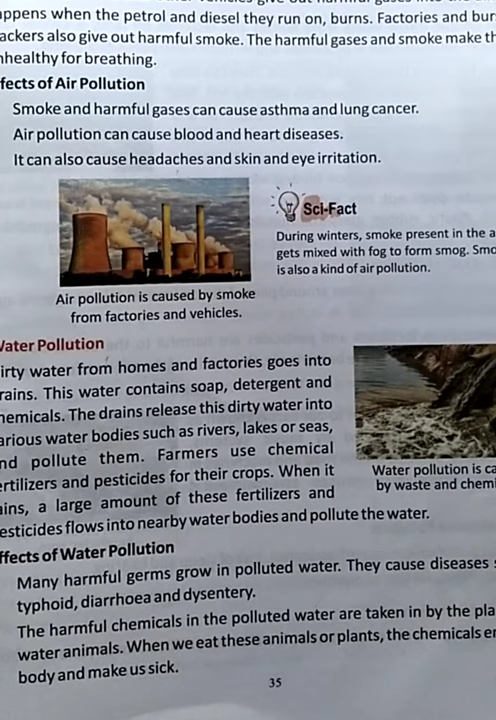 happens when the petrol and diesel they run on, burns. Factories and
ackers also give out harmful smoke. The harmful gases and smoke make
nhealthy for breathing.
ffects of Air Pollution
Smoke and harmful gases can cause asthma and lung cancer.
Air pollution can cause blood and heart diseases.
It can also cause headaches and skin and eye irritation.
Sci-Fact
During winters, smoke present in the
gets mixed with fog to form smog.
is also a kind of air pollution.
Air pollution is caused by smoke
from factories and vehicles.
Water Pollution
irty water from homes and factories goes into
rains. This water contains soap, detergent and
hemicals. The drains release this dirty water into
arious water bodies such as rivers, lakes or seas,
nd pollute them. Farmers use chemical
ertilizers and pesticides for their crops. When it
ains, a large amount of these fertilizers and
esticides flows into nearby water bodies and pollute the water.
Water pollution is ca
by waste and chemi
ffects of Water Pollution
Many harmful germs grow in polluted water. They cause diseases
typhoid, diarrhoea and dysentery.
The harmful chemicals in the polluted water are taken in by the pla
water animals. When we eat these animals or plants, the chemicals
body and make us sick.
35